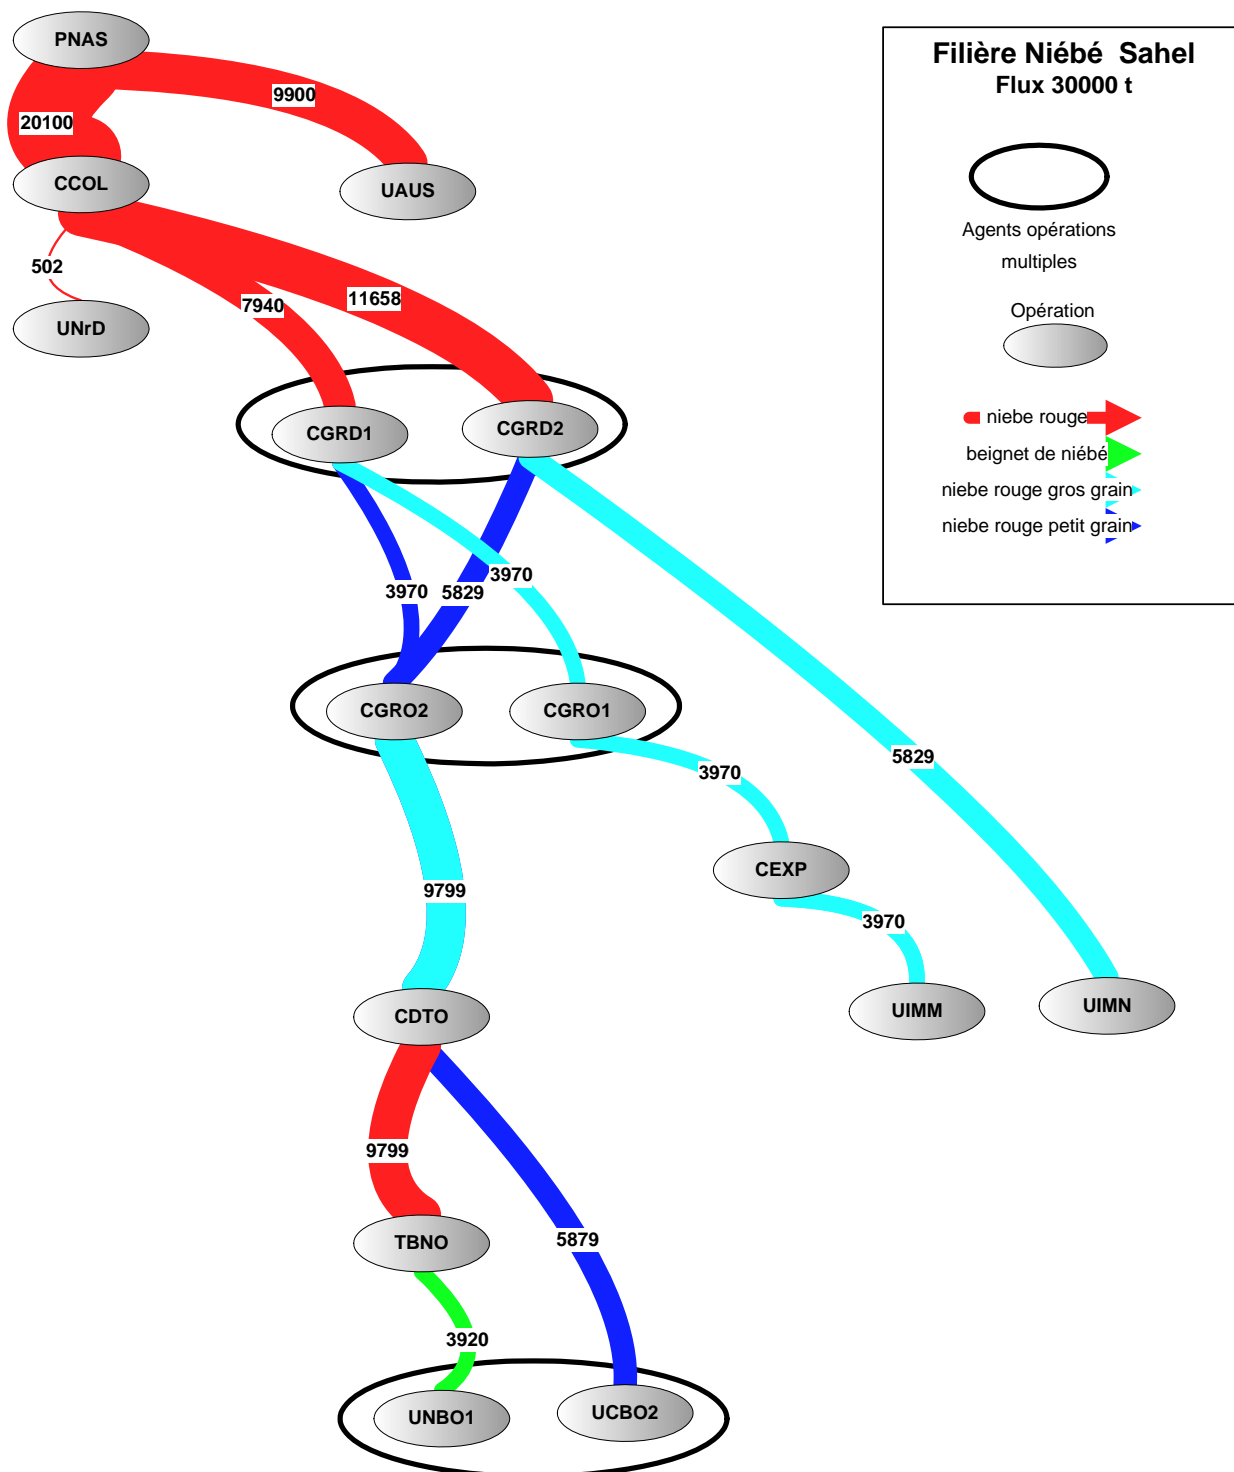 PNAS
9900
20100
CCOL
UAUS
502
UNrD
7940
11658
CGRD1
CGRD2
3970
5829
3970
CGRO2
CGRO1
3970
5829
9799
CEXP
3970
UIMM
UIMN
CDTO
9799
TBNO
5879
3920
UNBO1
UCBO2
Filière Niébé Sahel
Flux 30000 t
Agents opérations
multiples
Opération
niebe rouge
beignet de niébé
niebe rouge gros grain
niebe rouge petit grain